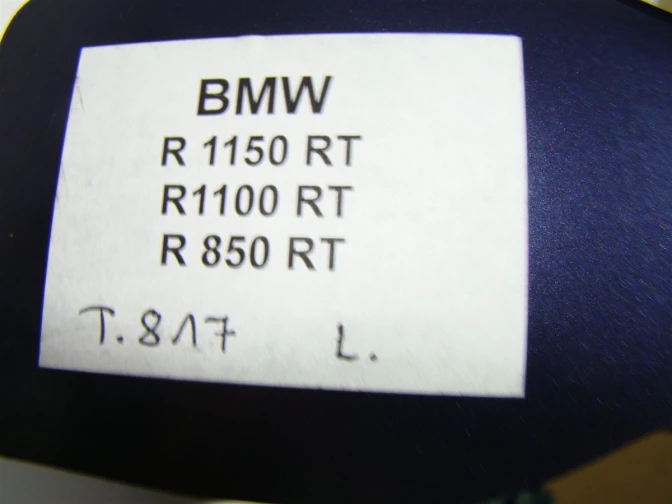 BMW
R 1150 RT
R1100 RT
R 850 RT
T. 817 L.